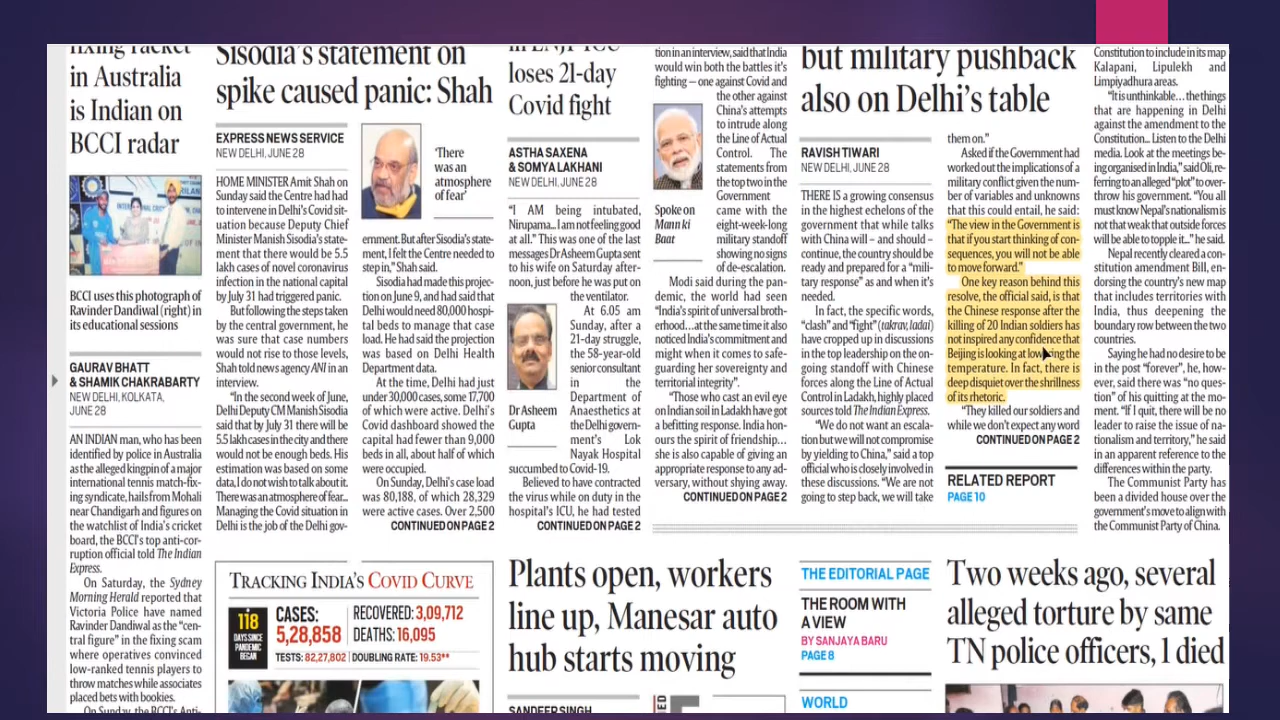 fixing racket
in Australia
is Indian on
BCCI radar
BCCI uses this photograph of
Ravinder Dandiwal (right) in
its educational sessions
GAURAV BHATT
& SHAMIK CHAKRABARTY
NEW DELHI, KOLKATA,
JUNE 28
AN INDIAN man, who has been
identified by police in Australia
as the alleged kingpin of a major
international tennis match-fix-
ing syndicate, hails from Mohali
near Chandigarh and figures on
the watchlist of India's cricket
board, the BCCI's top anti-cor-
ruption official told The Indian
Express.
On Saturday, the Sydney
Morning Herald reported that
Victoria Police have named
Ravinder Dandiwal as the "cen-
tral figure" in the fixing scam
where operatives convinced
low-ranked tennis players to
throw matches while associates
placed bets with bookies.
On Sunday, the BCCI's Anti-
Sisodia's statement on
spike caused panic: Shah
EXPRESS NEWS SERVICE
NEW DELHI, JUNE 28
HOME MINISTER Amit Shah on
Sunday said the Centre had had
to intervene in Delhi's Covid sit-
uation because Deputy Chief
Minister Manish Sisodia's state-
ment that there would be 5.5
lakh cases of novel coronavirus
infection in the national capital
by July 31 had triggered panic.
But following the steps taken
by the central government, he
was sure that case numbers
would not rise to those levels,
Shah told news agency ANI in an
interview.
"In the second week of June,
Delhi Deputy CM Manish Sisodia
said that by July 31 there will be
5.5 lakh cases in the city and there
would not be enough beds. His
estimation was based on some
data, I do not wish to talk about it.
There was an atmosphere of fear...
Managing the Covid situation in
Delhi is the job of the Delhi gov-
'There
was an
atmosphere
of fear'
ernment. But after Sisodia's state-
ment, I felt the Centre needed to
step in," Shah said.
Sisodia had made this projec-
tion on June 9, and had said that
Delhi would need 80,000 hospi-
tal beds to manage that case
load. He had said the projection
was based on Delhi Health
Department data.
At the time, Delhi had just
under 30,000 cases, some 17,700
of which were active. Delhi's
Covid dashboard showed the
capital had fewer than 9,000
beds in all, about half of which
were occupied.
On Sunday, Delhi's case load
was 80,188, of which 28,329
were active cases. Over 2,500
CONTINUED ON PAGE 2
in LNJP ICU
loses 21-day
Covid fight
ASTHA SAXENA
& SOMYA LAKHANI
NEW DELHI, JUNE 28
"I AM being intubated,
Nirupama... I am not feeling good
at all." This was one of the last
messages Dr Asheem Gupta sent
to his wife on Saturday after-
noon, just before he was put on
the ventilator.
At 6.05 am
Sunday, after a
21-day struggle,
the 58-year-old
senior consultant
in the
Department of
Anaesthetics at
the Delhi govern-
ment's Lok
Nayak Hospital
Dr Asheem
Gupta
succumbed to Covid-19.
Believed to have contracted
the virus while on duty in the
hospital's ICU, he had tested
CONTINUED ON PAGE 2
tion in an interview, said that India
would win both the battles it's
fighting — one against Covid and
the other against
China's attempts
to intrude along
the Line of Actual
Control. The
statements from
the top two in the
Government
came with the
eight-week-long
military standoff
showing no signs
of de-escalation.
Spoke on
Mann ki
Baat
Modi said during the pan-
demic, the world had seen
"India's spirit of universal broth-
erhood...at the same time it also
noticed India's commitment and
might when it comes to safe-
guarding her sovereignty and
territorial integrity".
"Those who cast an evil eye
on Indian soil in Ladakh have got
a befitting response. India hon-
ours the spirit of friendship...
she is also capable of giving an
appropriate response to any ad-
versary, without shying away.
CONTINUED ON PAGE 2
but military pushback
also on Delhi's table
RAVISH TIWARI
NEW DELHI, JUNE 28
THERE IS a growing consensus
in the highest echelons of the
government that while talks
with China will – and should –
continue, the country should be
ready and prepared for a "mili-
tary response" as and when it's
needed.
In fact, the specific words,
"clash" and "fight" (takrav, ladai)
have cropped up in discussions
in the top leadership on the on-
going standoff with Chinese
forces along the Line of Actual
Control in Ladakh, highly placed
sources told The Indian Express.
"We do not want an escala-
tion but we will not compromise
by yielding to China," said a top
official who is closely involved in
these discussions. "We are not
going to step back, we will take
them on."
Asked if the Government had
worked out the implications of a
military conflict given the num-
ber of variables and unknowns
that this could entail, he said:
"The view in the Government is
that if you start thinking of con-
sequences, you will not be able
to move forward."
One key reason behind this
resolve, the official said, is that
the Chinese response after the
killing of 20 Indian soldiers has
not inspired any confidence that
Beijing is looking at lowering the
temperature. In fact, there is
deep disquiet over the shrillness
of its rhetoric.
"They killed our soldiers and
while we don't expect any word
CONTINUED ON PAGE 2
RELATED REPORT
PAGE 10
Constitution to include in its map
Kalapani, Lipulekh and
Limpiyadhura areas.
"It is unthinkable... the things
that are happening in Delhi
against the amendment to the
Constitution... Listen to the Delhi
media. Look at the meetings be-
ing organised in India," said Oli, re-
ferring to an alleged "plot" to over-
throw his government. "You all
must know Nepal's nationalism is
not that weak that outside forces
will be able to topple it..." he said.
Nepal recently cleared a con-
stitution amendment Bill, en-
dorsing the country's new map
that includes territories with
India, thus deepening the
boundary row between the two
countries.
Saying he had no desire to be
in the post "forever", he, how-
ever, said there was "no ques-
tion" of his quitting at the mo-
ment. "If I quit, there will be no
leader to raise the issue of na-
tionalism and territory," he said
in an apparent reference to the
differences within the party.
The Communist Party has
been a divided house over the
government's move to align with
the Communist Party of China.
TRACKING INDIA'S COVID CURVE
118
DAYS SINCE
PANDEMIC
BEGAN
CASES:
5,28,858
RECOVERED: 3,09,712
DEATHS: 16,095
TESTS: 82,27,802 | DOUBLING RATE: 19.53**
Plants open, workers
line up, Manesar auto
hub starts moving
SANDEEP SINGH
THE EDITORIAL PAGE
THE ROOM WITH
A VIEW
BY SANJAYA BARU
PAGE 8
WORLD
Two weeks ago, several
alleged torture by same
TN police officers, 1 died